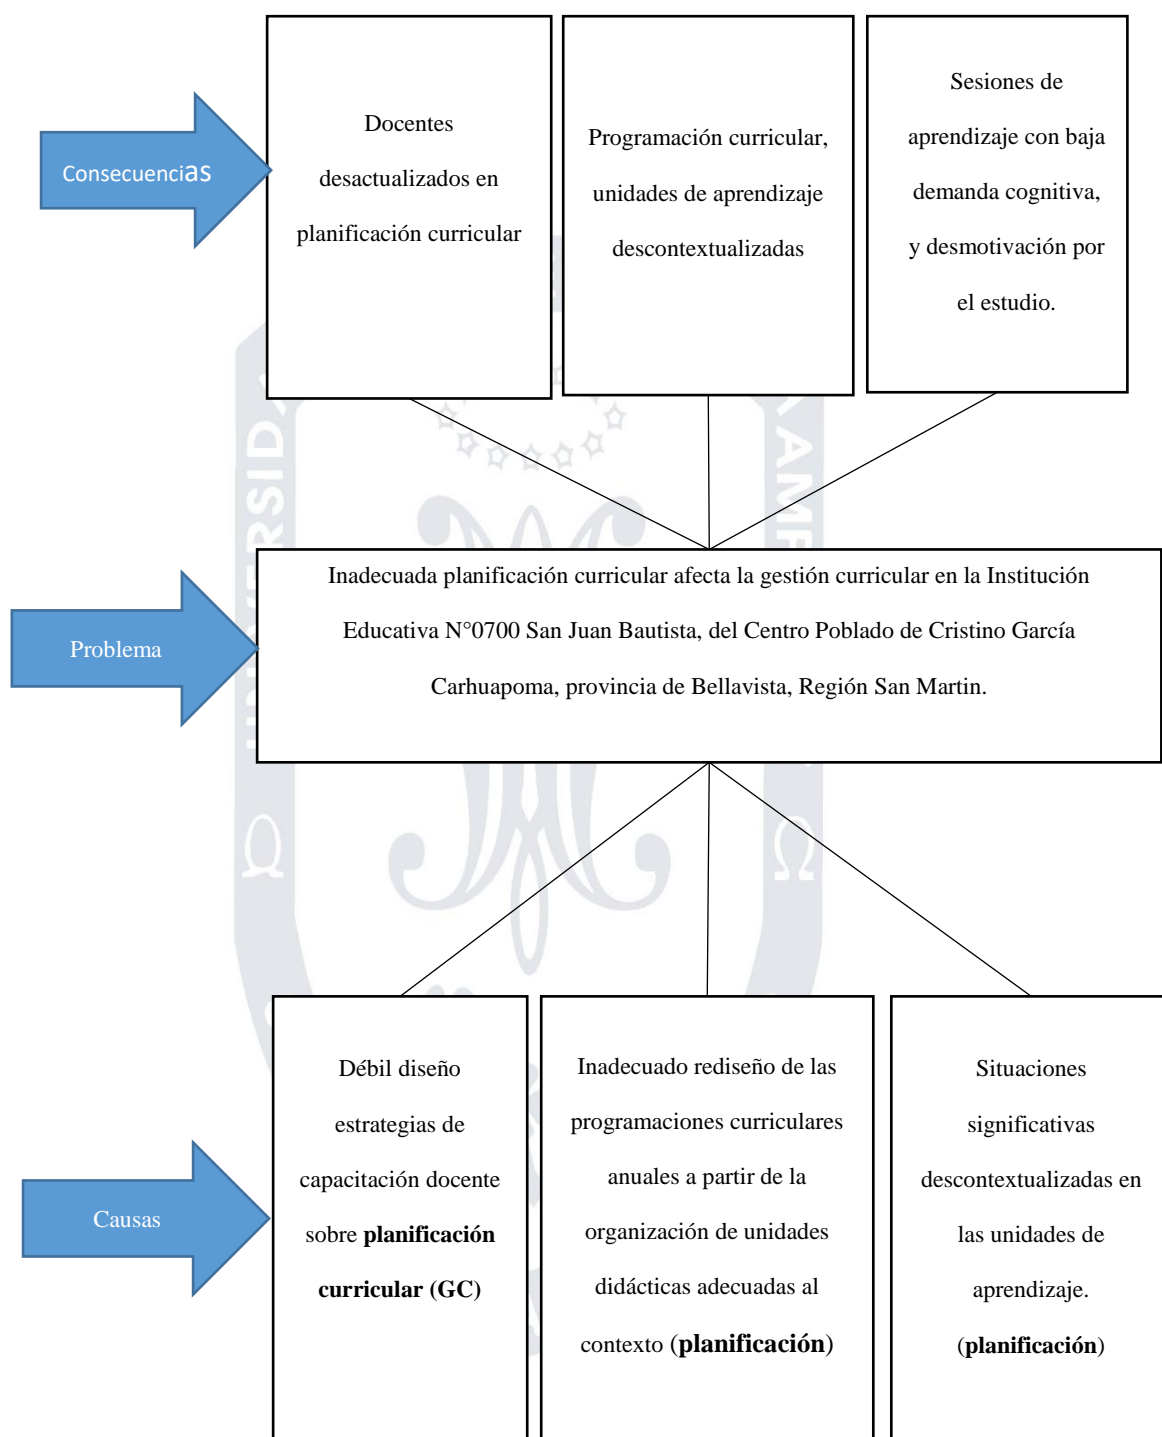 Consecuencias
Docentes
desactualizados en
planificación curricular
Programación curricular,
unidades de aprendizaje
descontextualizadas
Sesiones de
aprendizaje con baja
demanda cognitiva,
y desmotivación por
el estudio.
Problema
Inadecuada planificación curricular afecta la gestión curricular en la Institución
Educativa N°0700 San Juan Bautista, del Centro Poblado de Cristino García
Carhuapoma, provincia de Bellavista, Región San Martin.
Causas
Débil diseño
estrategias de
capacitación docente
sobre planificación
curricular (GC)
Inadecuado rediseño de las
programaciones curriculares
anuales a partir de la
organización de unidades
didácticas adecuadas al
contexto (planificación)
Situaciones
significativas
descontextualizadas en
las unidades de
aprendizaje.
(planificación)